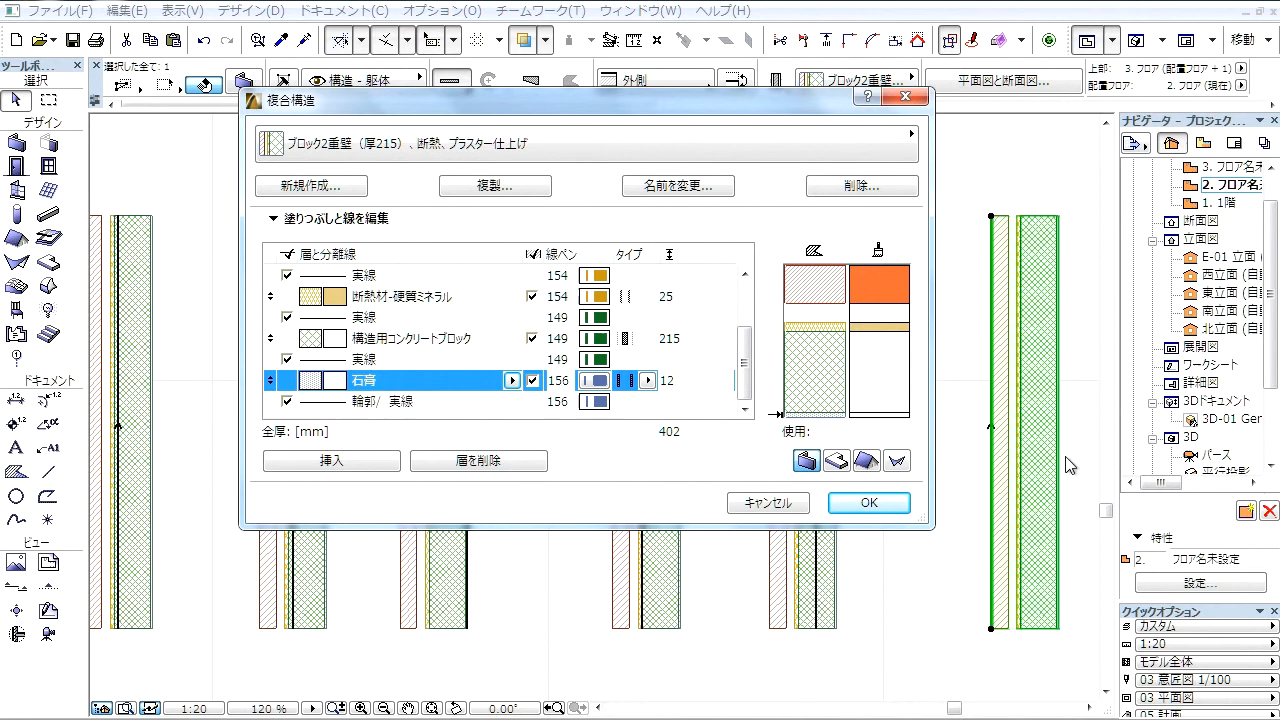 ファイル(F) 編集(E) 表示(V) デザイン(D) ドキュメント(C) オプション(O) チームワーク(T) ウィンドウ(W) ヘルプ(H)
移動
ツールボ...
選択した全て: 1
選択
構造 - 躯体
外側
ブロック2重壁...
平面図と断面図...
上部: 3. フロア (配置フロア + 1)
配置フロア: 2. フロア (現在)
デザイン
ドキュメント
ビュー
複合構造
ブロック2重壁（厚215）、断熱、プラスター仕上げ
新規作成...
複製...
名前を変更...
削除...
塗りつぶしと線を編集
層と分離線 線ペン タイプ
実線 154
断熱材-硬質ミネラル 154 25
実線 149
構造用コンクリートブロック 149 215
実線 149
石膏 156 12
輪郭/ 実線 156
全厚: [mm] 402
使用:
挿入
層を削除
キャンセル
OK
ナビゲータ - プロジェク...
3. フロア名未
2. フロア名
1. 1階
断面図
立面図
E-01 立面
西立面 (自
東立面 (自
南立面 (自
北立面 (自
展開図
ワークシート
詳細図
3Dドキュメント
3D-01 Ger
3D
パース
平行投影
特性
2. フロア名未設定
設定...
クイックオプション
カスタム
1:20
モデル全体
03 意匠図 1/100
03 平面図
05 計画
1:20
120 %
0.00°